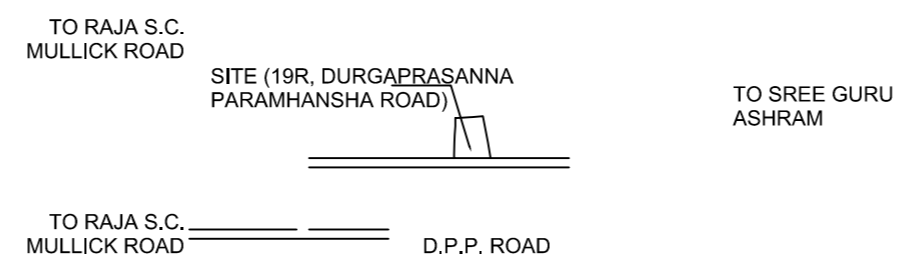 TO RAJA S.C.
MULLICK ROAD
SITE (19R, DURGAPRASANNA
PARAMHANSHA ROAD)
TO SREE GURU
ASHRAM
TO RAJA S.C.
MULLICK ROAD
D.P.P. ROAD